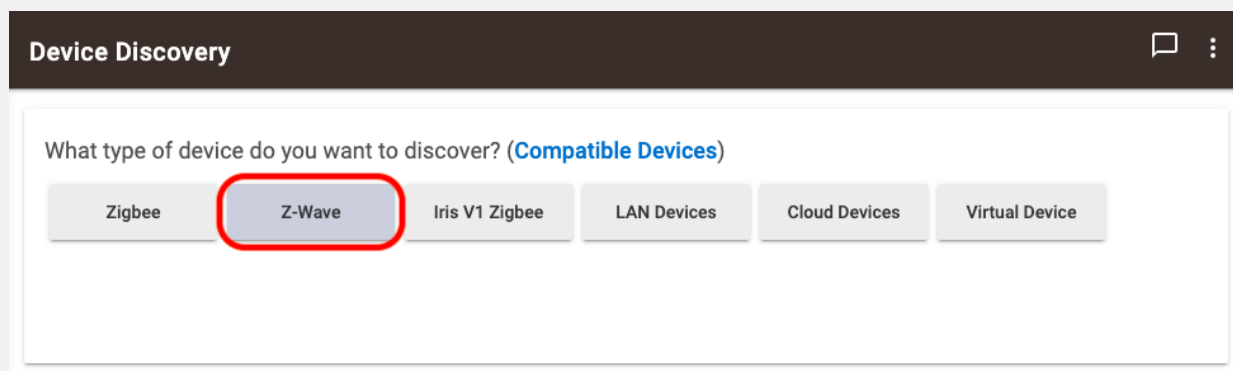 Device Discovery
What type of device do you want to discover? (Compatible Devices)
Zigbee Z-Wave Iris V1 Zigbee LAN Devices Cloud Devices Virtual Device